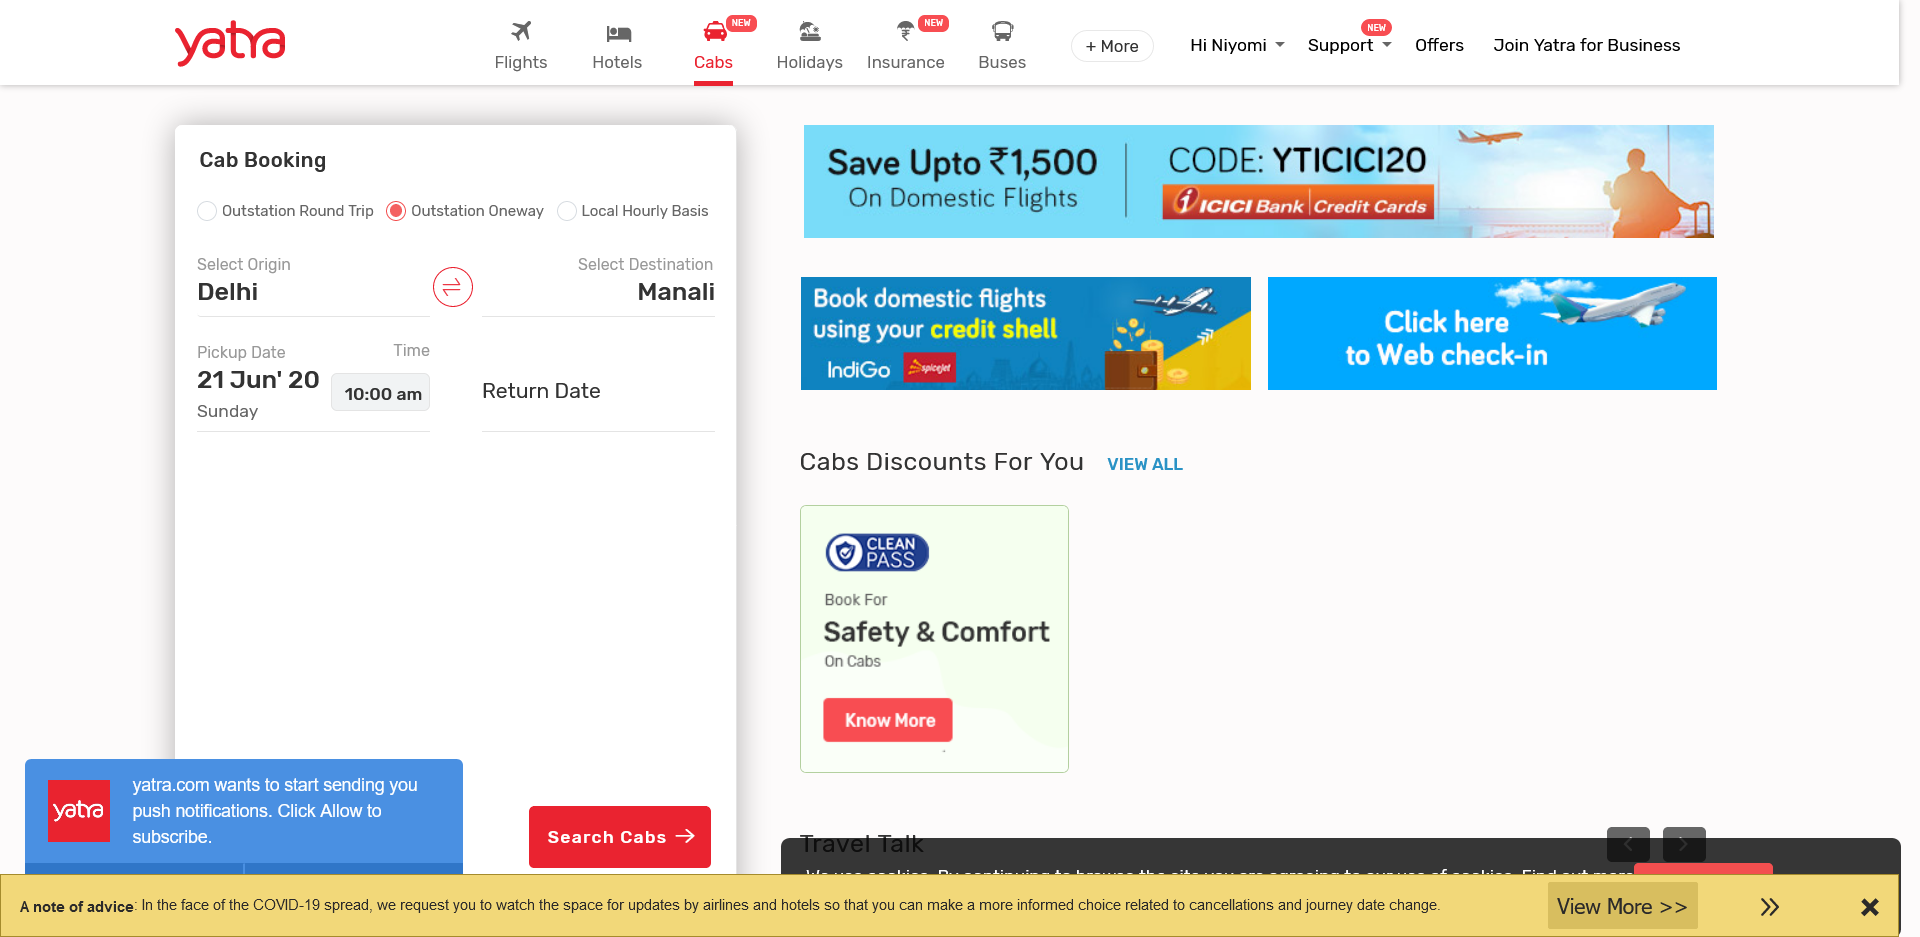 yatra
Flights
Hotels
NEW
Cabs
Holidays
NEW
Insurance
Buses
+ More
Hi Niyomi
NEW
Support
Offers
Join Yatra for Business
Cab Booking
Outstation Round Trip
Outstation Oneway
Local Hourly Basis
Select Origin
Delhi
Select Destination
Manali
Pickup Date
21 Jun' 20
Sunday
Time
10:00 am
Return Date
Search Cabs
Save Upto ₹1,500
On Domestic Flights
CODE: YTICICI20
ICICI Bank | Credit Cards
Book domestic flights
using your credit shell
IndiGo
spicejet
Click here
to Web check-in
Cabs Discounts For You
VIEW ALL
CLEAN
PASS
Book For
Safety & Comfort
On Cabs
Know More
Travel Talk
yatra
yatra.com wants to start sending you
push notifications. Click Allow to
subscribe.
We use cookies. By continuing to browse the site you are agreeing to our use of cookies. Find out more
A note of advice: In the face of the COVID-19 spread, we request you to watch the space for updates by airlines and hotels so that you can make a more informed choice related to cancellations and journey date change.
View More >>